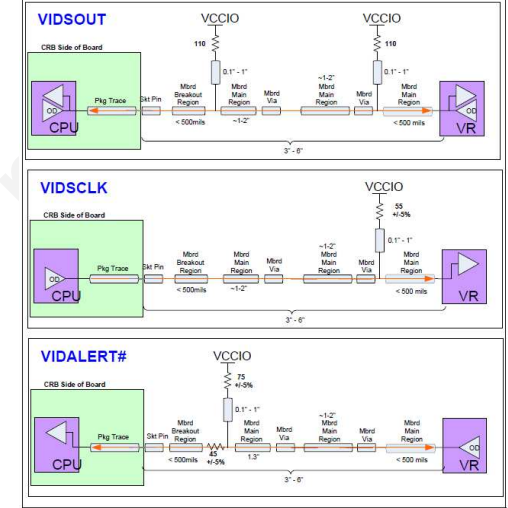 VIDSOUT
VCCIO
VCCIO
CRB Side of Board
110
110
0.1" - 1"
0.1" - 1"
~1-2"
Pkg Trace
Skt Pin
Mbrd Breakout Region
Mbrd Main Region
Mbrd Via
Mbrd Main Region
Mbrd Via
Mbrd Main Region
OD
OD
CPU
< 500mils
~1-2"
< 500 mils
VR
3" - 6"
VIDSCLK
VCCIO
CRB Side of Board
55
+/-5%
0.1" - 1"
~1-2"
Pkg Trace
Skt Pin
Mbrd Breakout Region
Mbrd Main Region
Mbrd Via
Mbrd Main Region
Mbrd Via
Mbrd Main Region
OD
CPU
< 500mils
~1-2"
< 500 mils
VR
3" - 6"
VIDALERT#
VCCIO
CRB Side of Board
75
+/-5%
0.1" - 1"
~1-2"
Pkg Trace
Skt Pin
Mbrd Breakout Region
Mbrd Main Region
Mbrd Via
Mbrd Main Region
Mbrd Via
Mbrd Main Region
OD
CPU
< 500mils
45
+/-5%
1.3"
< 500 mils
VR
3" - 6"